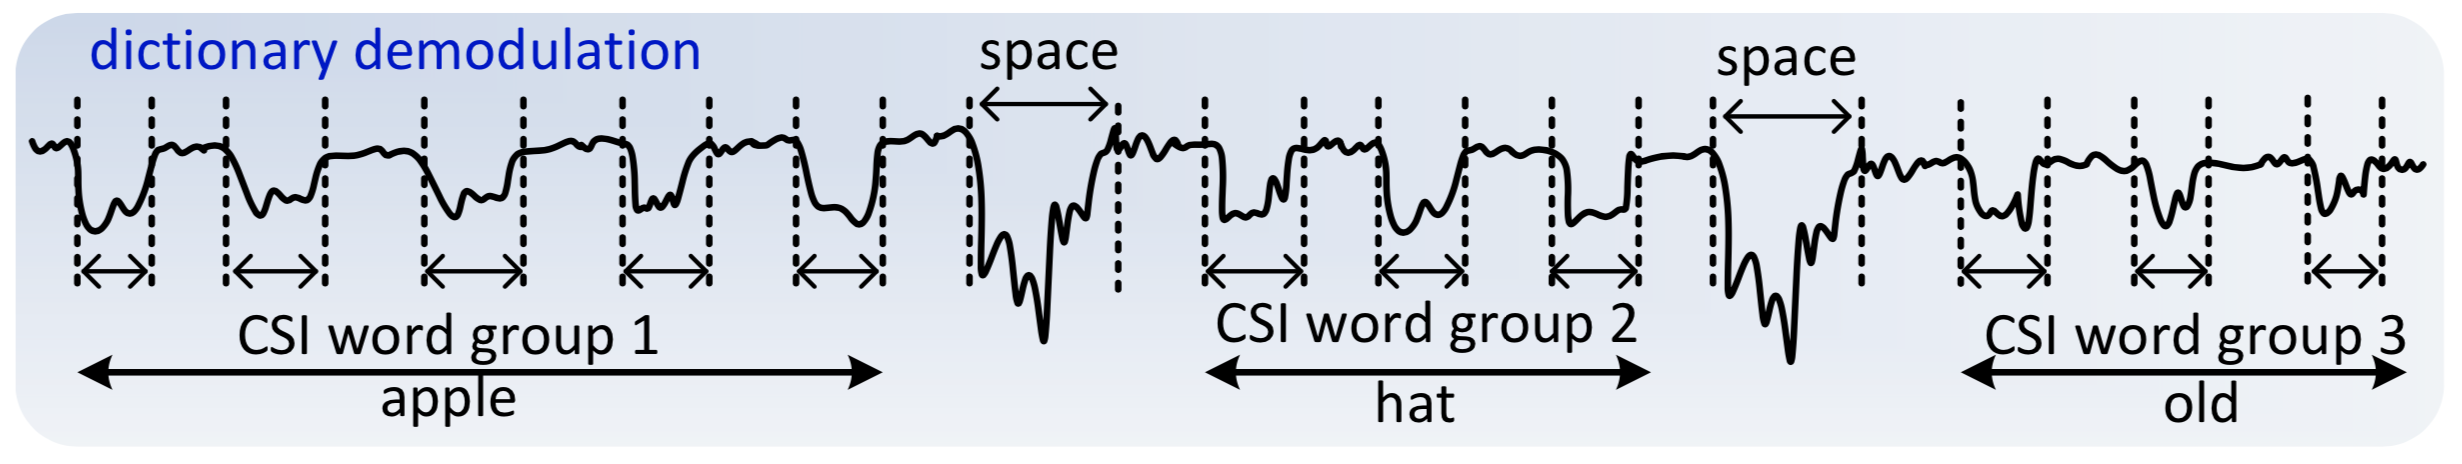 dictionary demodulation
space
space
CSI word group 1
apple
CSI word group 2
hat
CSI word group 3
old